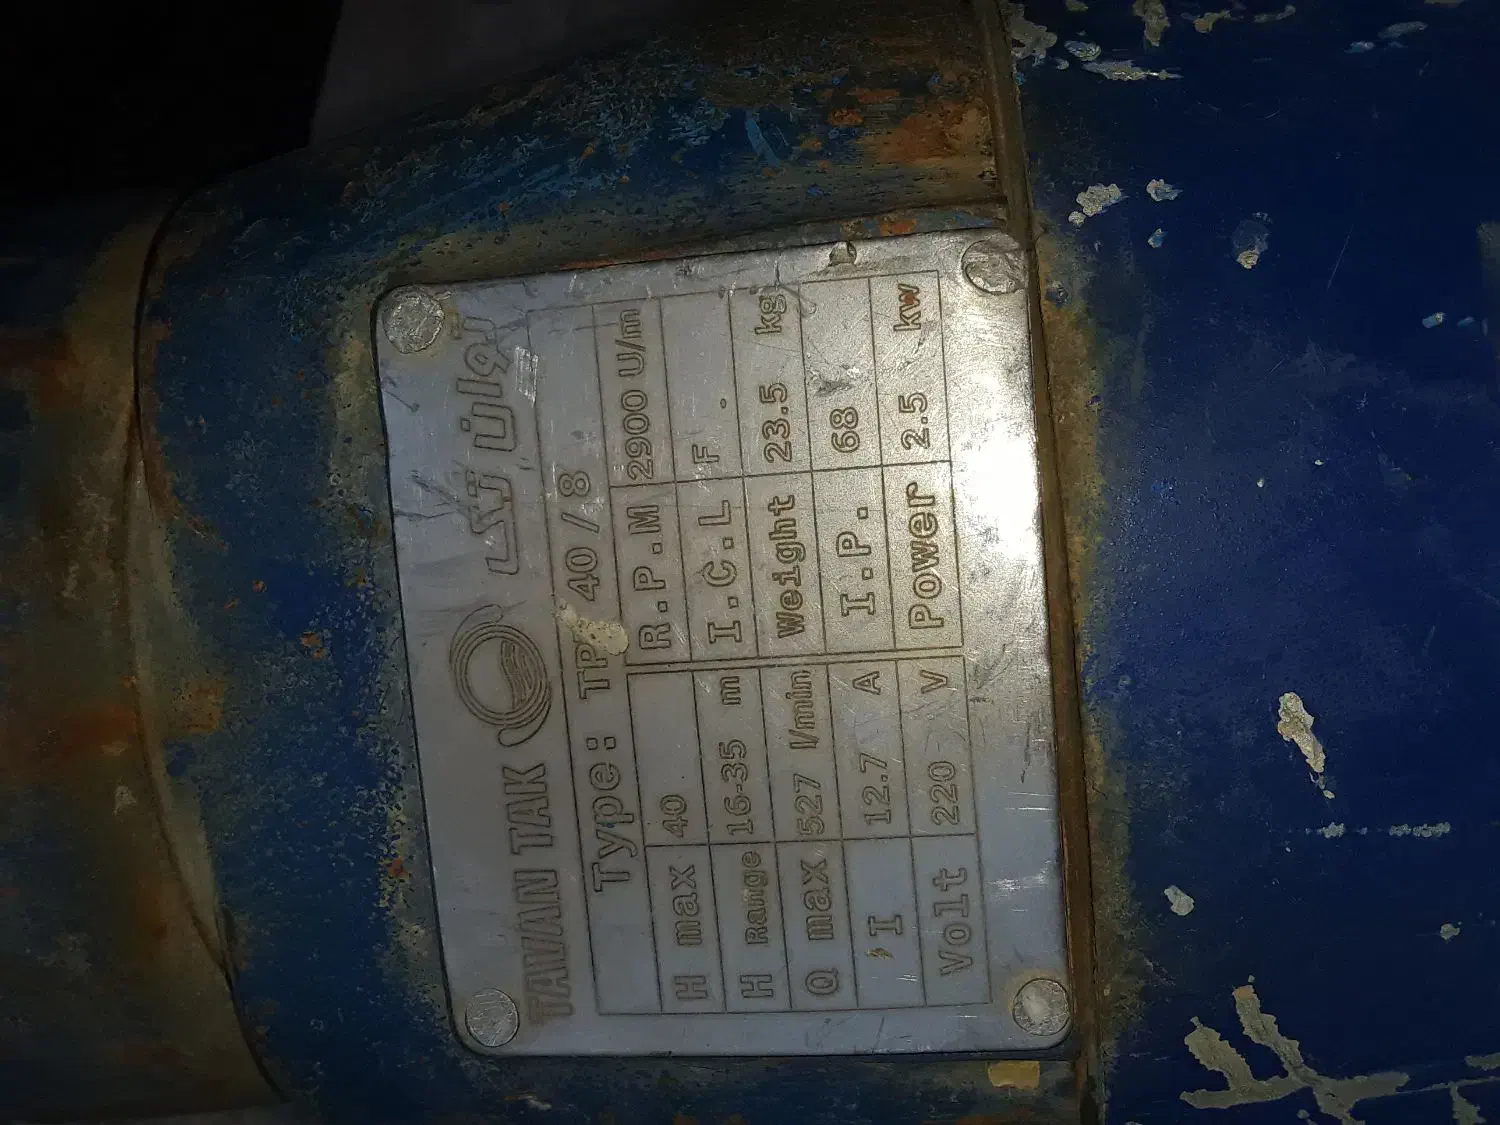 TAVAN TAK توان تک
Type: TPT 40/8
H max 40 R.P.M 2900 U/m
H Range 16-35 m I.C.L F
Q max 527 l/min Weight 23.5 kg
I 12.7 A I.P. 68
Volt 220 V Power 2.5 kw